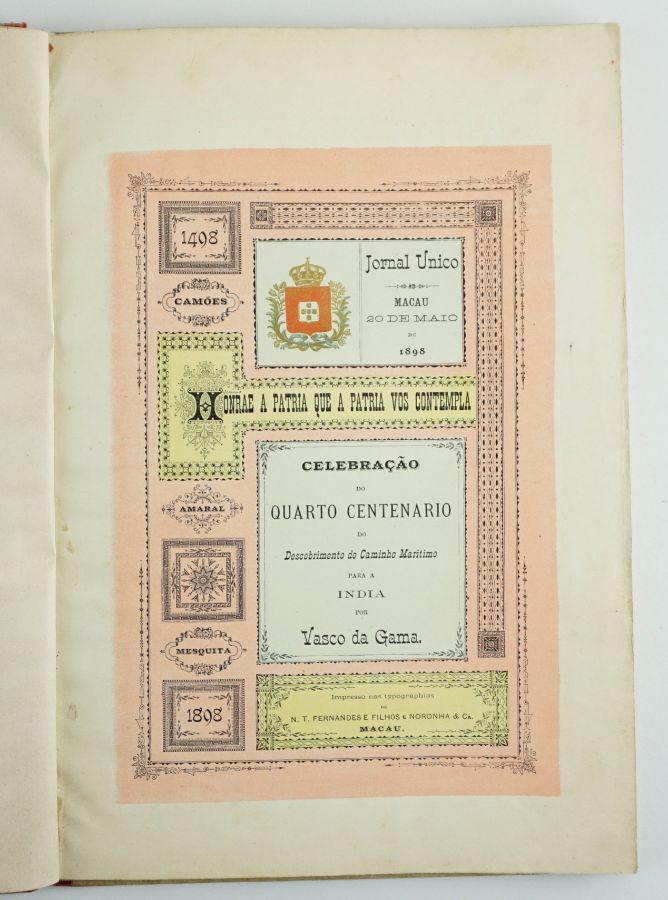 1498
CAMÕES
Jornal Unico
EM
MACAU
20 DE MAIO
DE
1898
HONRAE A PATRIA QUE A PATRIA VOS CONTEMPLA
CELEBRAÇÃO
DO
QUARTO CENTENARIO
DO
Descobrimento do Caminho Maritimo
PARA A
INDIA
POR
Vasco da Gama.
AMARAL
MESQUITA
1898
Impresso nas typographias
DE
N. T. FERNANDES E FILHOS E NORONHA & CA.
MACAU.